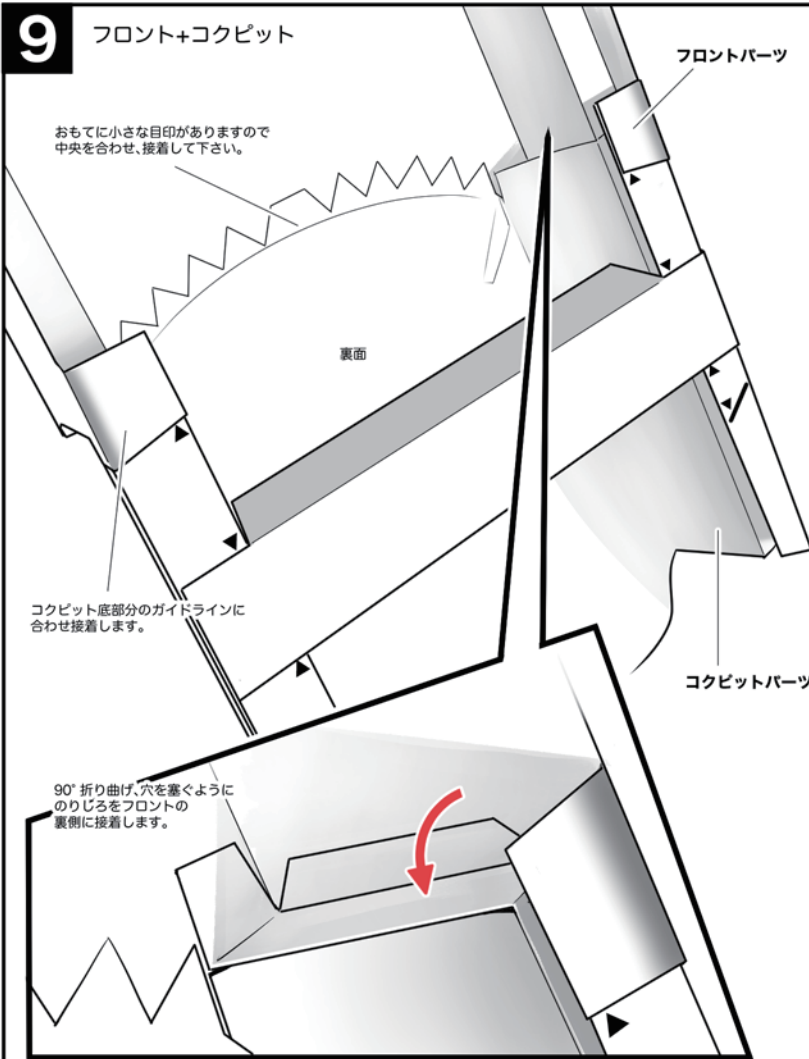 9
フロント+コクピット
フロントパーツ
おもてに小さな目印がありますので
中央を合わせ、接着して下さい。
裏面
コクピット底部分のガイドラインに
合わせ接着します。
コクピットパーツ
90°折り曲げ、穴を塞ぐように
のりじろをフロントの
裏側に接着します。